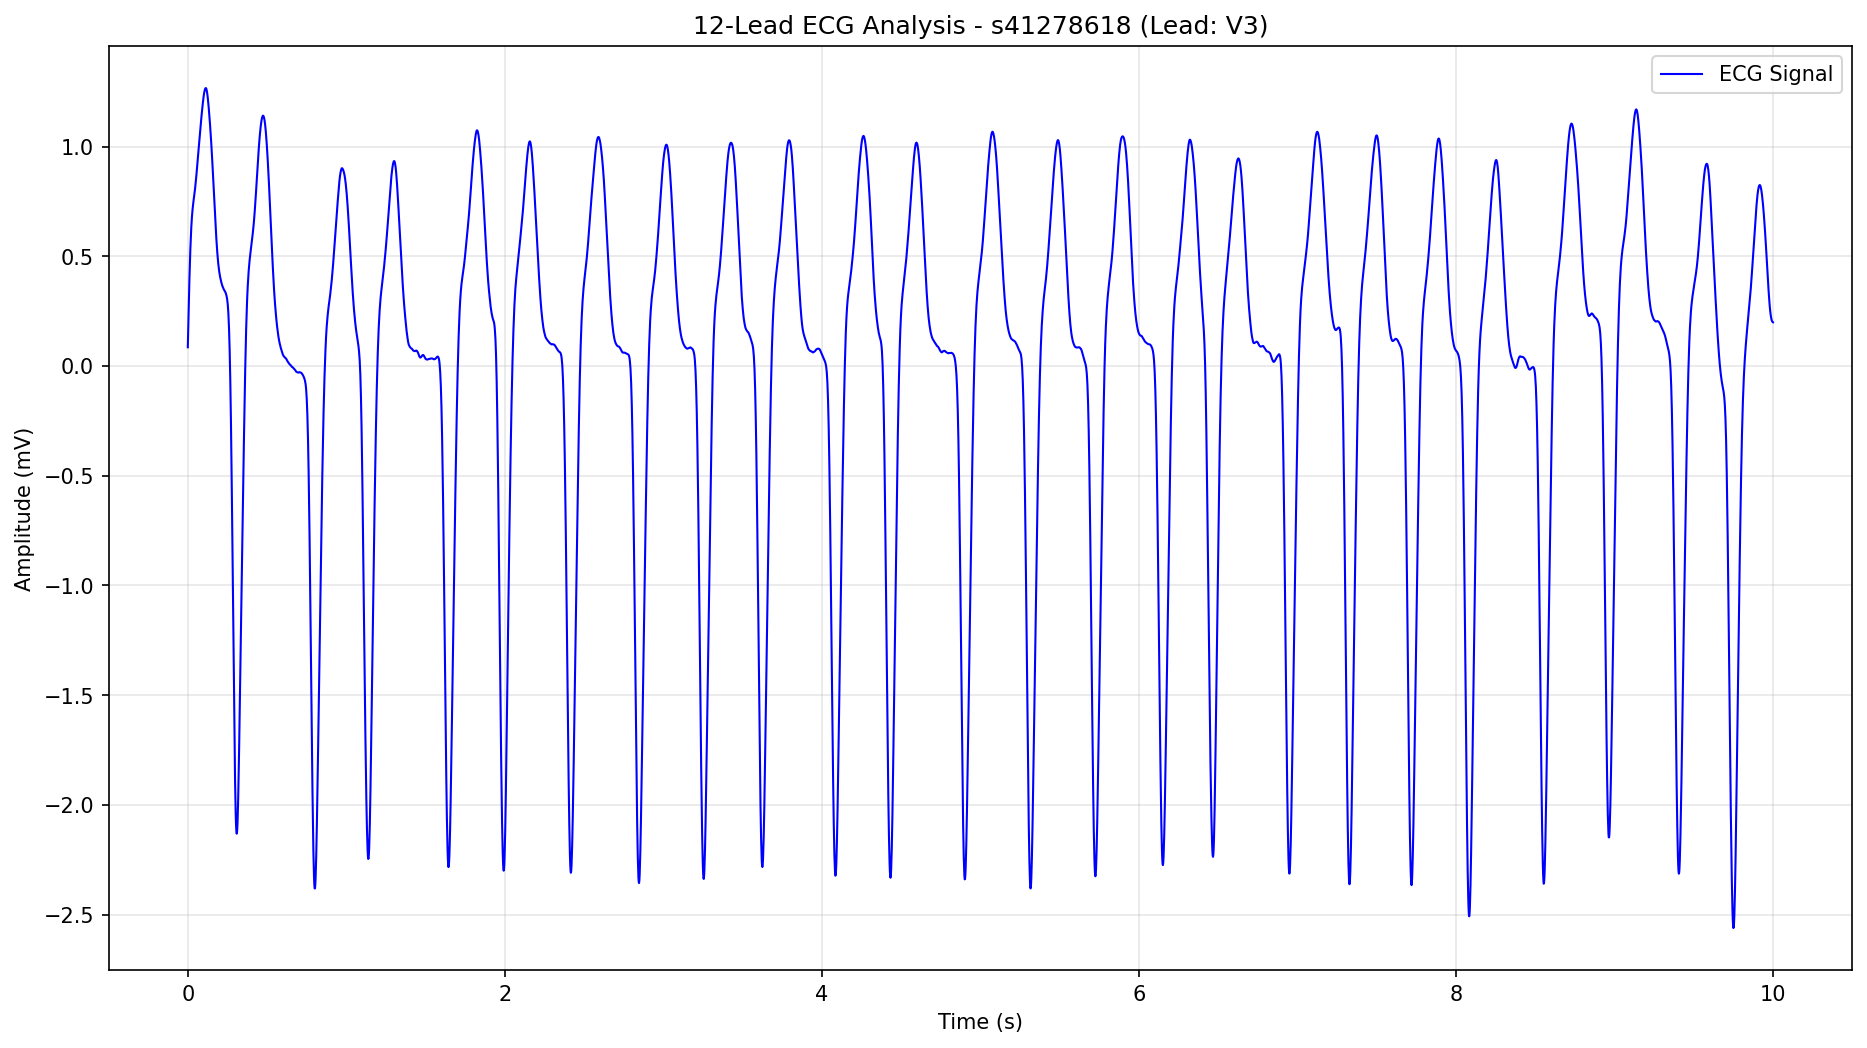 12-Lead ECG Analysis - s41278618 (Lead: V3)
ECG Signal
1.0
0.5
0.0
−0.5
−1.0
−1.5
−2.0
−2.5
Amplitude (mV)
0 2 4 6 8 10
Time (s)